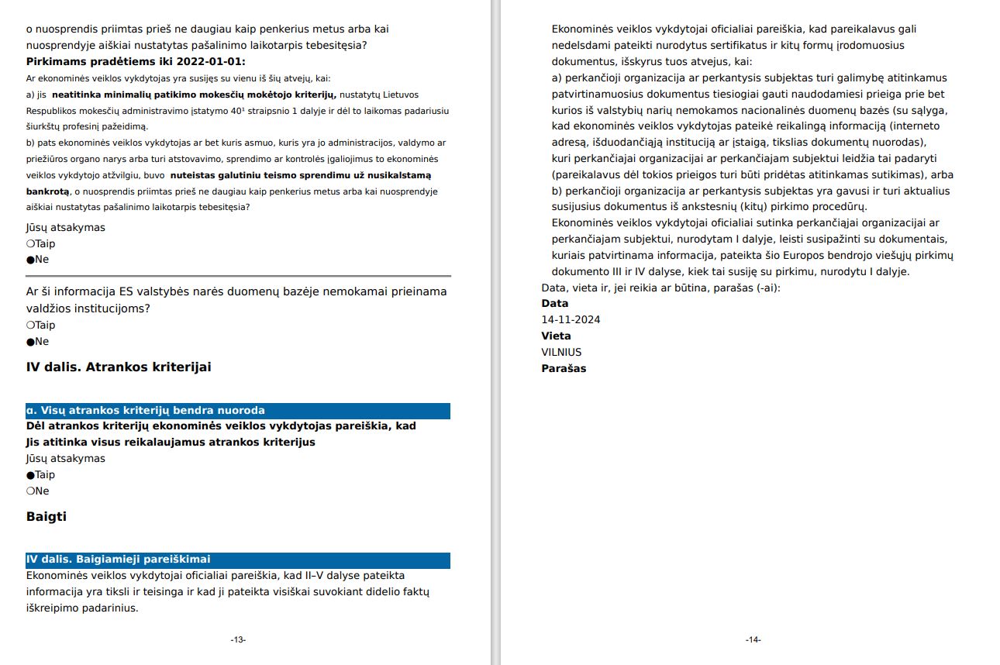 o nuosprendis priimtas prieš ne daugiau kaip penkerius metus arba kai
nuosprendyje aiškiai nustatytas pašalinimo laikotarpis tebesitęsia?
Pirkimams pradėtiems iki 2022-01-01:
Ar ekonominės veiklos vykdytojas yra susijęs su vienu iš šių atvejų, kai:
a) jis neatitinka minimalių patikimo mokesčių mokėtojo kriterijų, nustatytų Lietuvos
Respublikos mokesčių administravimo įstatymo 40¹ straipsnio 1 dalyje ir dėl to laikomas padariusiu
šiurkštų profesinį pažeidimą.
b) pats ekonominės veiklos vykdytojas ar bet kuris asmuo, kuris yra jo administracijos, valdymo ar
priežiūros organo narys arba turi atstovavimo, sprendimo ar kontrolės įgaliojimus to ekonominės
veiklos vykdytojo atžvilgiu, buvo nuteistas galutiniu teismo sprendimu už nusikalstamą
bankrotą, o nuosprendis priimtas prieš ne daugiau kaip penkerius metus arba kai nuosprendyje
aiškiai nustatytas pašalinimo laikotarpis tebesitęsia?
Jūsų atsakymas
❍Taip
●Ne
Ar ši informacija ES valstybės narės duomenų bazėje nemokamai prieinama
valdžios institucijoms?
❍Taip
●Ne
IV dalis. Atrankos kriterijai
α. Visų atrankos kriterijų bendra nuoroda
Dėl atrankos kriterijų ekonominės veiklos vykdytojas pareiškia, kad
Jis atitinka visus reikalaujamus atrankos kriterijus
Jūsų atsakymas
●Taip
❍Ne
Baigti
IV dalis. Baigiamieji pareiškimai
Ekonominės veiklos vykdytojai oficialiai pareiškia, kad II–V dalyse pateikta
informacija yra tiksli ir teisinga ir kad ji pateikta visiškai suvokiant didelio faktų
iškreipimo padarinius.
-13-
Ekonominės veiklos vykdytojai oficialiai pareiškia, kad pareikalavus gali
nedelsdami pateikti nurodytus sertifikatus ir kitų formų įrodomuosius
dokumentus, išskyrus tuos atvejus, kai:
a) perkančioji organizacija ar perkantysis subjektas turi galimybę atitinkamus
patvirtinamuosius dokumentus tiesiogiai gauti naudodamiesi prieiga prie bet
kurios iš valstybių narių nemokamos nacionalinės duomenų bazės (su sąlyga,
kad ekonominės veiklos vykdytojas pateikė reikalingą informaciją (interneto
adresą, išduodančiąją instituciją ar įstaigą, tikslias dokumentų nuorodas),
kuri perkančiajai organizacijai ar perkančiajam subjektui leidžia tai padaryti
(pareikalavus dėl tokios prieigos turi būti pridėtas atitinkamas sutikimas), arba
b) perkančioji organizacija ar perkantysis subjektas yra gavusi ir turi aktualius
susijusius dokumentus iš ankstesnių (kitų) pirkimo procedūrų.
Ekonominės veiklos vykdytojai oficialiai sutinka perkančiąjai organizacijai ar
perkančiajam subjektui, nurodytam I dalyje, leisti susipažinti su dokumentais,
kuriais patvirtinama informacija, pateikta šio Europos bendrojo viešųjų pirkimų
dokumento III ir IV dalyse, kiek tai susiję su pirkimu, nurodytu I dalyje.
Data, vieta ir, jei reikia ar būtina, parašas (-ai):
Data
14-11-2024
Vieta
VILNIUS
Parašas
-14-